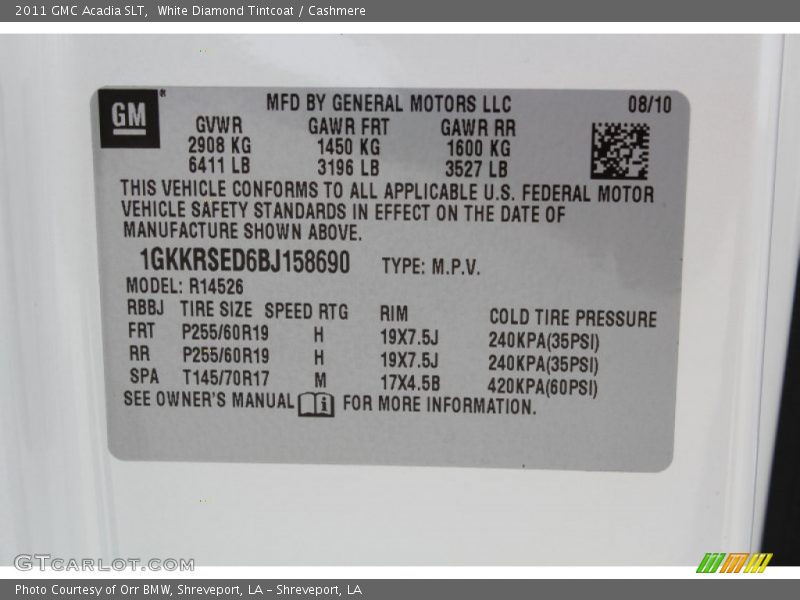 2011 GMC Acadia SLT, White Diamond Tintcoat / Cashmere
GM
MFD BY GENERAL MOTORS LLC 08/10
GVWR GAWR FRT GAWR RR
2908 KG 1450 KG 1600 KG
6411 LB 3196 LB 3527 LB
THIS VEHICLE CONFORMS TO ALL APPLICABLE U.S. FEDERAL MOTOR
VEHICLE SAFETY STANDARDS IN EFFECT ON THE DATE OF
MANUFACTURE SHOWN ABOVE.
1GKKRSED6BJ158690 TYPE: M.P.V.
MODEL: R14526
RBBJ TIRE SIZE SPEED RTG RIM COLD TIRE PRESSURE
FRT P255/60R19 H 19X7.5J 240KPA(35PSI)
RR P255/60R19 H 19X7.5J 240KPA(35PSI)
SPA T145/70R17 M 17X4.5B 420KPA(60PSI)
SEE OWNER'S MANUAL i FOR MORE INFORMATION.
GTCARLOT.COM
Photo Courtesy of Orr BMW, Shreveport, LA - Shreveport, LA